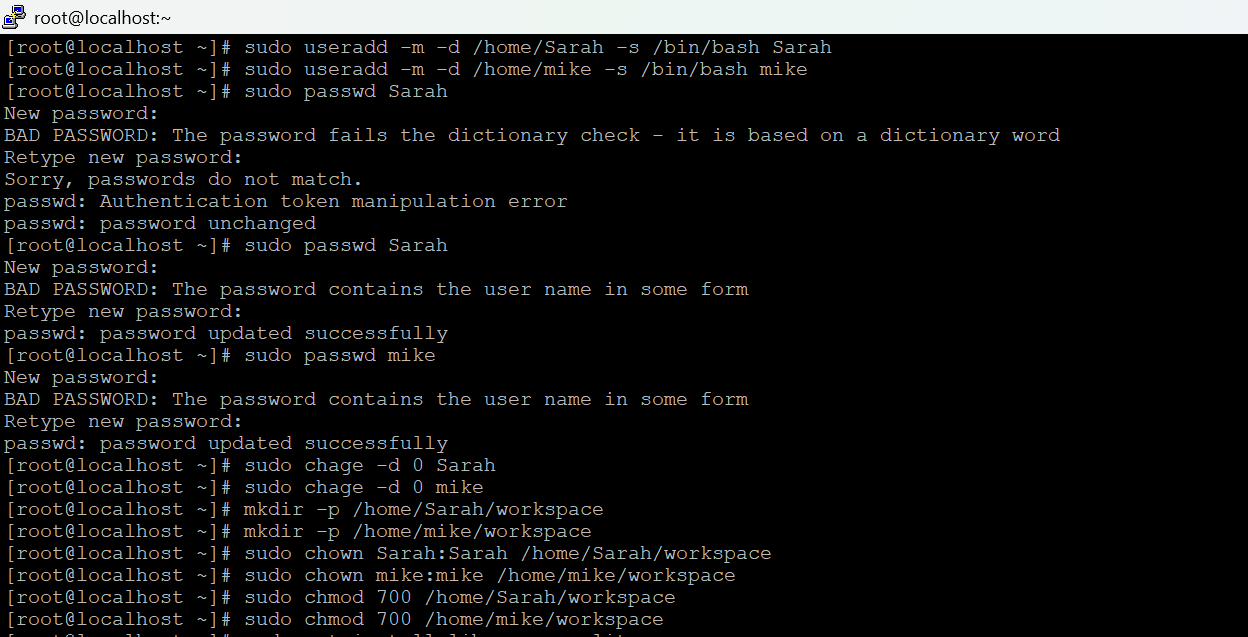 root@localhost:~
[root@localhost ~]# sudo useradd -m -d /home/Sarah -s /bin/bash Sarah
[root@localhost ~]# sudo useradd -m -d /home/mike -s /bin/bash mike
[root@localhost ~]# sudo passwd Sarah
New password:
BAD PASSWORD: The password fails the dictionary check - it is based on a dictionary word
Retype new password:
Sorry, passwords do not match.
passwd: Authentication token manipulation error
passwd: password unchanged
[root@localhost ~]# sudo passwd Sarah
New password:
BAD PASSWORD: The password contains the user name in some form
Retype new password:
passwd: password updated successfully
[root@localhost ~]# sudo passwd mike
New password:
BAD PASSWORD: The password contains the user name in some form
Retype new password:
passwd: password updated successfully
[root@localhost ~]# sudo chage -d 0 Sarah
[root@localhost ~]# sudo chage -d 0 mike
[root@localhost ~]# mkdir -p /home/Sarah/workspace
[root@localhost ~]# mkdir -p /home/mike/workspace
[root@localhost ~]# sudo chown Sarah:Sarah /home/Sarah/workspace
[root@localhost ~]# sudo chown mike:mike /home/mike/workspace
[root@localhost ~]# sudo chmod 700 /home/Sarah/workspace
[root@localhost ~]# sudo chmod 700 /home/mike/workspace